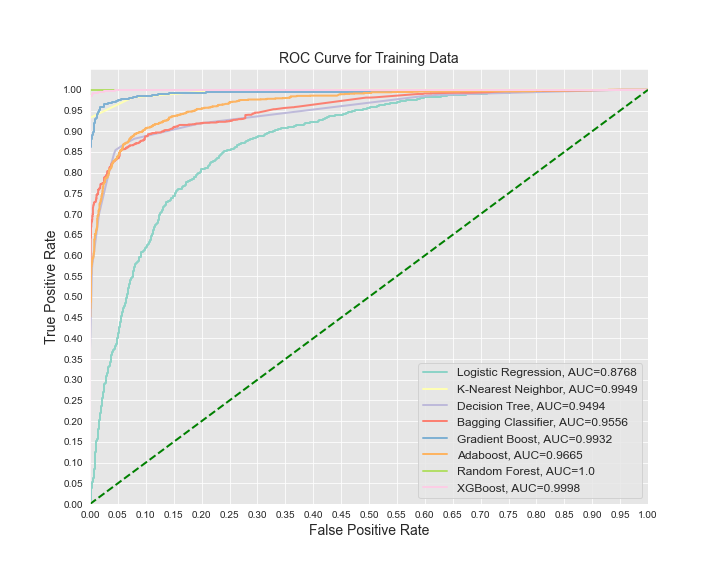 ROC Curve for Training Data
True Positive Rate
1.00
0.95
0.90
0.85
0.80
0.75
0.70
0.65
0.60
0.55
0.50
0.45
0.40
0.35
0.30
0.25
0.20
0.15
0.10
0.05
0.00
Logistic Regression, AUC=0.8768
K-Nearest Neighbor, AUC=0.9949
Decision Tree, AUC=0.9494
Bagging Classifier, AUC=0.9556
Gradient Boost, AUC=0.9932
Adaboost, AUC=0.9665
Random Forest, AUC=1.0
XGBoost, AUC=0.9998
0.00 0.05 0.10 0.15 0.20 0.25 0.30 0.35 0.40 0.45 0.50 0.55 0.60 0.65 0.70 0.75 0.80 0.85 0.90 0.95 1.00
False Positive Rate